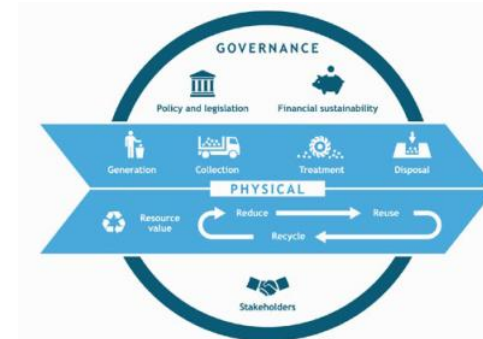 GOVERNANCE
Policy and legislation
Financial sustainability
Generation
Collection
Treatment
Disposal
PHYSICAL
Resource
value
Reduce
Reuse
Recycle
Stakeholders